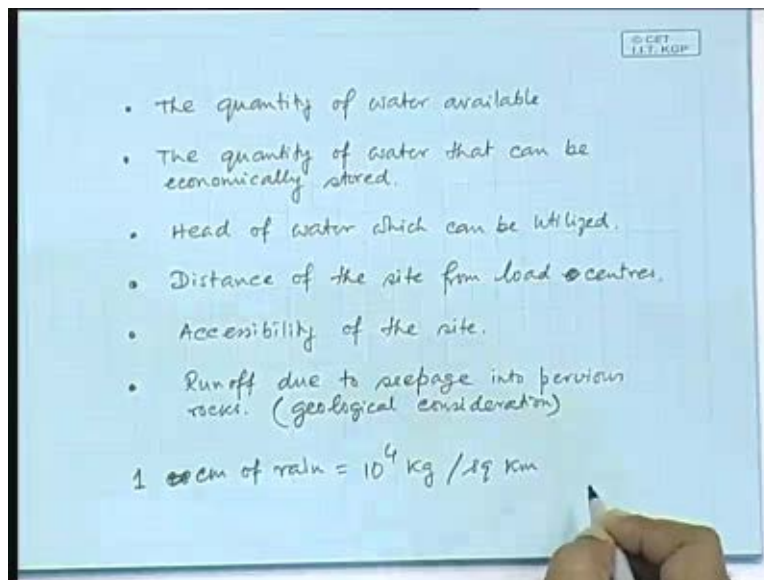 © CET
I.I.T. KGP
• The quantity of water available
• The quantity of water that can be
economically stored.
• Head of water which can be utilized.
• Distance of the site from load centres.
• Accessibility of the site.
• Runoff due to seepage into pervious
rocks. (geological consideration)
1 cm of rain = 10⁴ kg / sq km